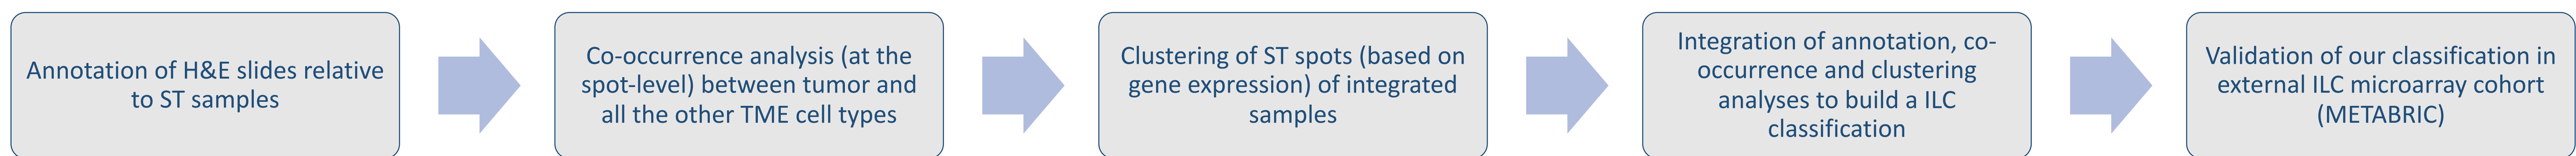 Annotation of H&E slides relative
to ST samples
Co-occurrence analysis (at the
spot-level) between tumor and
all the other TME cell types
Clustering of ST spots (based on
gene expression) of integrated
samples
Integration of annotation, co-
occurrence and clustering
analyses to build a ILC
classification
Validation of our classification in
external ILC microarray cohort
(METABRIC)